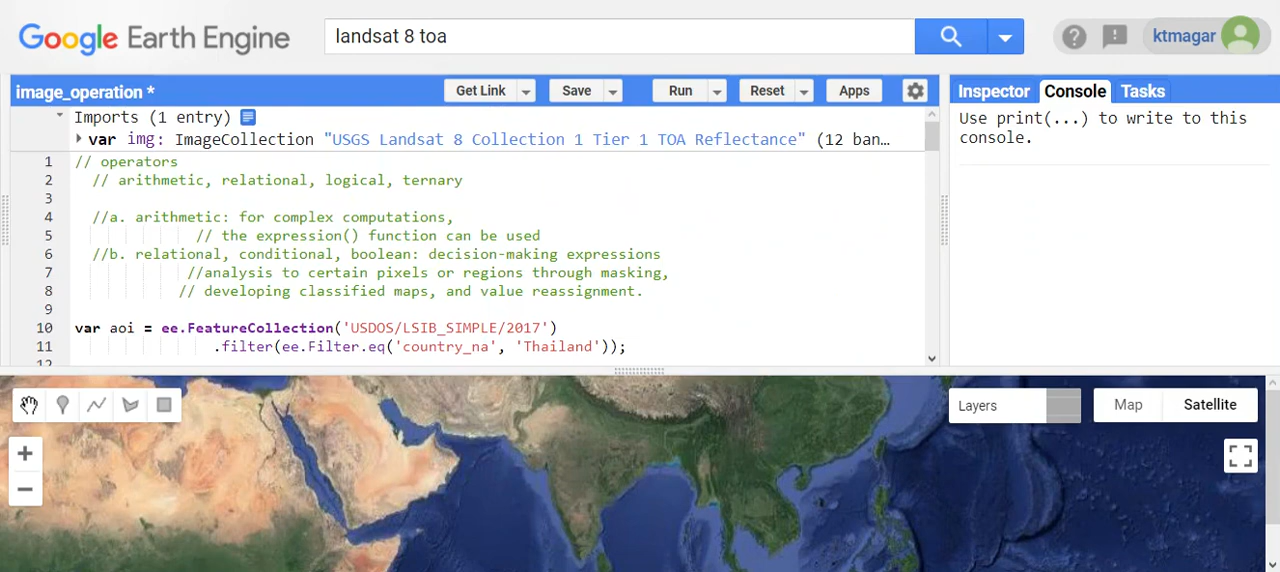 Google Earth Engine
landsat 8 toa
ktmagar
image_operation *
Get Link
Save
Run
Reset
Apps
Inspector
Console
Tasks
Imports (1 entry)
var img: ImageCollection "USGS Landsat 8 Collection 1 Tier 1 TOA Reflectance" (12 ban…
Use print(...) to write to this
console.
1 // operators
2 // arithmetic, relational, logical, ternary
3
4 //a. arithmetic: for complex computations,
5 // the expression() function can be used
6 //b. relational, conditional, boolean: decision-making expressions
7 //analysis to certain pixels or regions through masking,
8 // developing classified maps, and value reassignment.
9
10 var aoi = ee.FeatureCollection('USDOS/LSIB_SIMPLE/2017')
11 .filter(ee.Filter.eq('country_na', 'Thailand'));
12
Layers
Map
Satellite